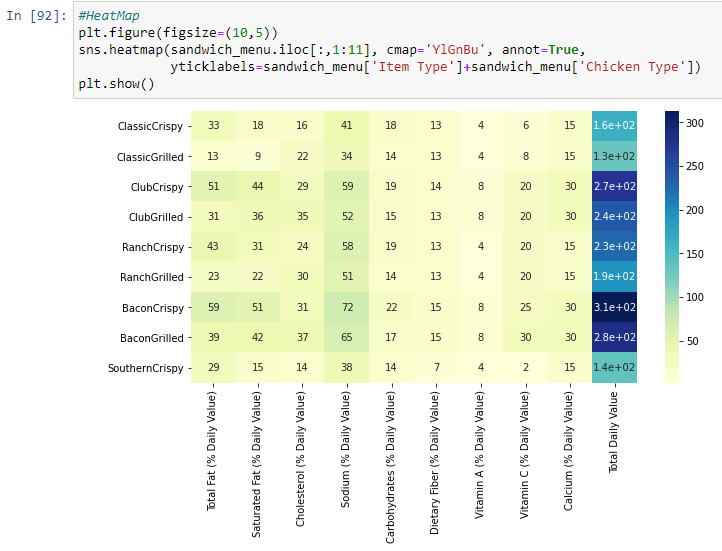 In [92]: #HeatMap
plt.figure(figsize=(10,5))
sns.heatmap(sandwich_menu.iloc[:,1:11], cmap='YlGnBu', annot=True,
            yticklabels=sandwich_menu['Item Type']+sandwich_menu['Chicken Type'])
plt.show()
ClassicCrispy 33 18 16 41 18 13 4 6 15 1.6e+02
ClassicGrilled 13 9 22 34 14 13 4 8 15 1.3e+02
ClubCrispy 51 44 29 59 19 14 8 20 30 2.7e+02
ClubGrilled 31 36 35 52 15 13 8 20 30 2.4e+02
RanchCrispy 43 31 24 58 19 13 4 20 15 2.3e+02
RanchGrilled 23 22 30 51 14 13 4 20 15 1.9e+02
BaconCrispy 59 51 31 72 22 15 8 25 30 3.1e+02
BaconGrilled 39 42 37 65 17 15 8 30 30 2.8e+02
SouthernCrispy 29 15 14 38 14 7 4 2 15 1.4e+02
Total Fat (% Daily Value)
Saturated Fat (% Daily Value)
Cholesterol (% Daily Value)
Sodium (% Daily Value)
Carbohydrates (% Daily Value)
Dietary Fiber (% Daily Value)
Vitamin A (% Daily Value)
Vitamin C (% Daily Value)
Calcium (% Daily Value)
Total Daily Value
300
250
200
150
100
50